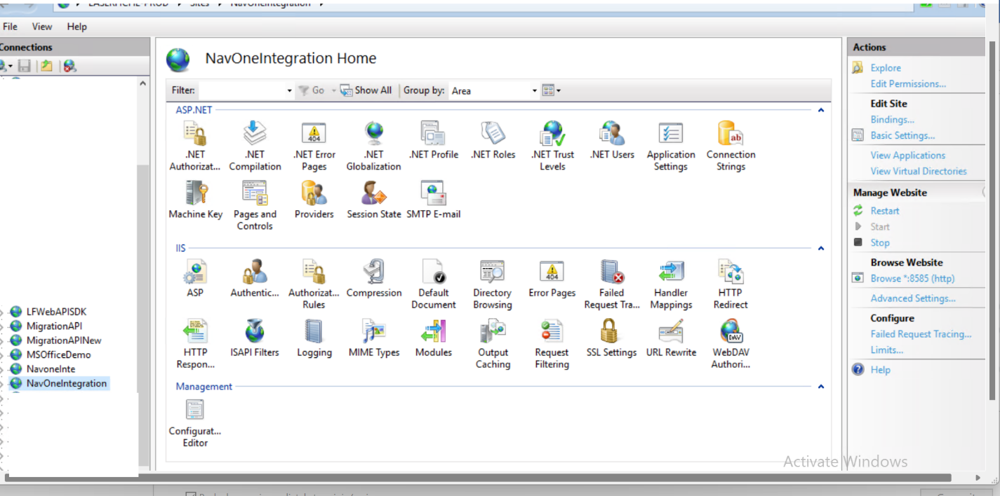 NavOneIntegration
File View Help
Connections
LFWebAPISDK
MigrationAPI
MigrationAPINew
MSOfficeDemo
NavoneInte
NavOneIntegration
NavOneIntegration Home
Filter: Go Show All Group by: Area
ASP.NET
.NET Authorizat...
.NET Compilation
.NET Error Pages
.NET Globalization
.NET Profile
.NET Roles
.NET Trust Levels
.NET Users
Application Settings
Connection Strings
Machine Key
Pages and Controls
Providers
Session State
SMTP E-mail
IIS
ASP
Authentic...
Authorizat... Rules
Compression
Default Document
Directory Browsing
Error Pages
Failed Request Tra...
Handler Mappings
HTTP Redirect
HTTP Respon...
ISAPI Filters
Logging
MIME Types
Modules
Output Caching
Request Filtering
SSL Settings
URL Rewrite
WebDAV Authori...
Management
Configurat... Editor
Actions
Explore
Edit Permissions...
Edit Site
Bindings...
Basic Settings...
View Applications
View Virtual Directories
Manage Website
Restart
Start
Stop
Browse Website
Browse *:8585 (http)
Advanced Settings...
Configure
Failed Request Tracing...
Limits...
Help
Activate Windows